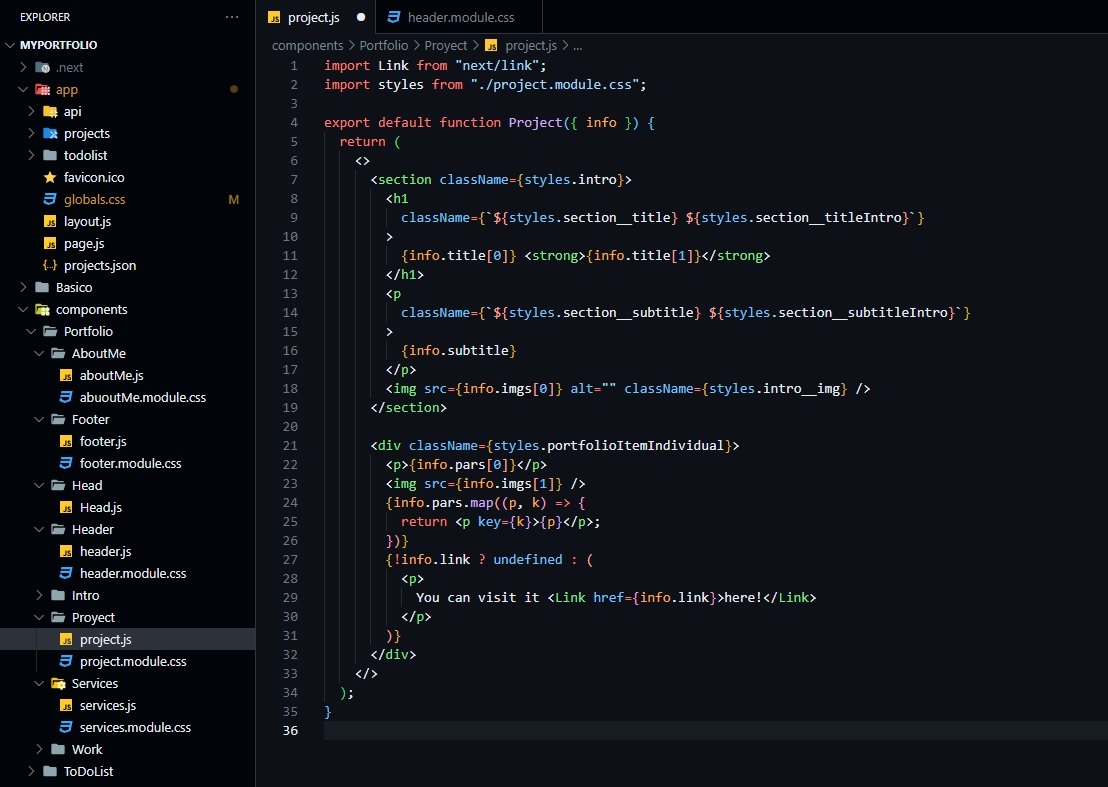 EXPLORER
···
MYPORTFOLIO
.next
app
api
projects
todolist
favicon.ico
globals.css M
layout.js
page.js
{..} projects.json
Basico
components
Portfolio
AboutMe
JS aboutMe.js
abuoutMe.module.css
Footer
JS footer.js
footer.module.css
Head
JS Head.js
Header
JS header.js
header.module.css
Intro
Proyect
JS project.js
project.module.css
Services
JS services.js
services.module.css
Work
ToDoList
JS project.js ●
header.module.css
components > Portfolio > Proyect > JS project.js > ...
1 import Link from "next/link";
2 import styles from "./project.module.css";
3
4 export default function Project({ info }) {
5 return (
6 <>
7 <section className={styles.intro}>
8 <h1
9 className={`${styles.section__title} ${styles.section__titleIntro}`}
10 >
11 {info.title[0]} <strong>{info.title[1]}</strong>
12 </h1>
13 <p
14 className={`${styles.section__subtitle} ${styles.section__subtitleIntro}`}
15 >
16 {info.subtitle}
17 </p>
18 <img src={info.imgs[0]} alt="" className={styles.intro__img} />
19 </section>
20
21 <div className={styles.portfolioItemIndividual}>
22 <p>{info.pars[0]}</p>
23 <img src={info.imgs[1]} />
24 {info.pars.map((p, k) => {
25 return <p key={k}>{p}</p>;
26 })}
27 {!info.link ? undefined : (
28 <p>
29 You can visit it <Link href={info.link}>here!</Link>
30 </p>
31 )}
32 </div>
33 </>
34 );
35 }
36